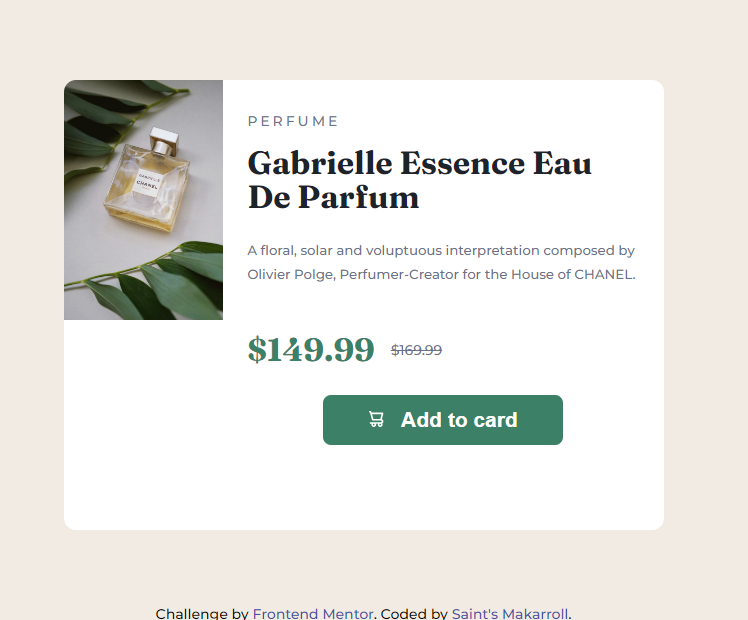 PERFUME
Gabrielle Essence Eau
De Parfum
A floral, solar and voluptuous interpretation composed by
Olivier Polge, Perfumer-Creator for the House of CHANEL.
$149.99 $169.99
Add to card
GABRIELLE
CHANEL
Challenge by Frontend Mentor. Coded by Saint's Makarroll.